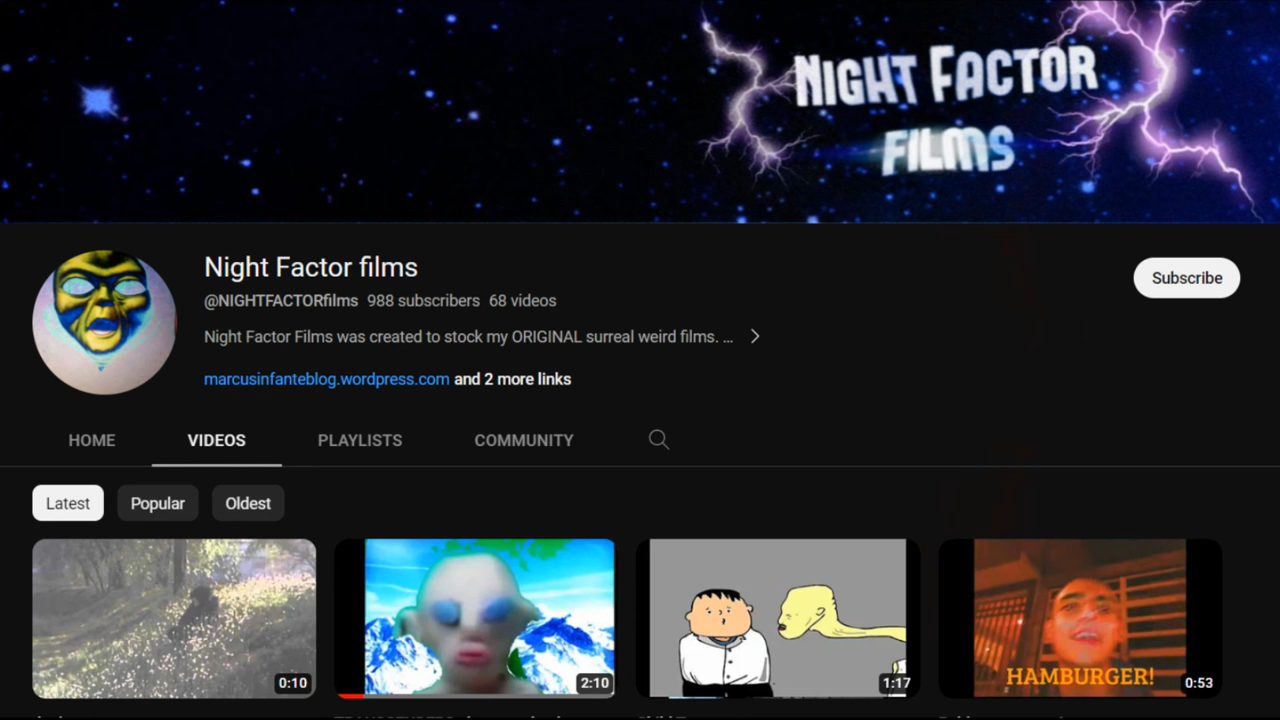 NIGHT FACTOR
FILMS
Night Factor films
@NIGHTFACTORfilms 988 subscribers 68 videos
Subscribe
Night Factor Films was created to stock my ORIGINAL surreal weird films. ...
marcusinfanteblog.wordpress.com and 2 more links
HOME VIDEOS PLAYLISTS COMMUNITY
Latest Popular Oldest
HAMBURGER!
0:10 2:10 1:17 0:53